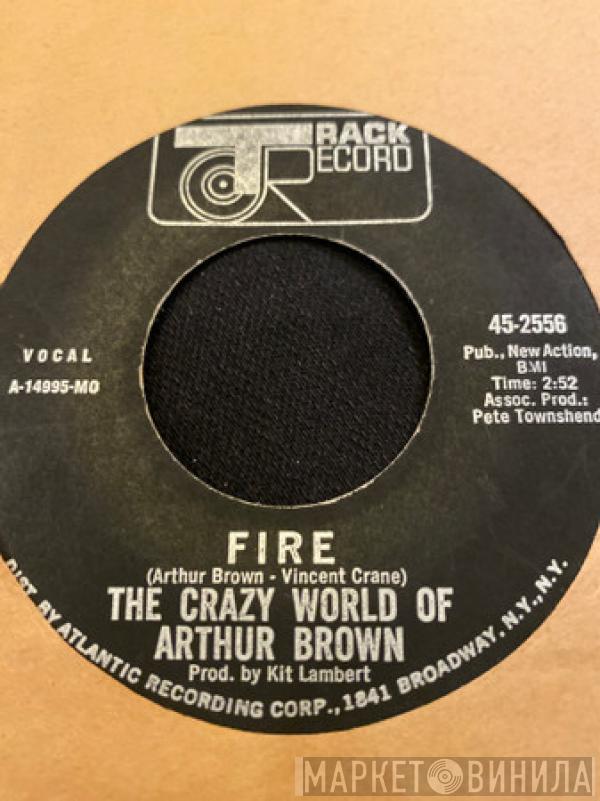 TRACK
RECORD
VOCAL
A-14995-MO
45-2556
Pub., New Action,
BMI
Time: 2:52
Assoc. Prod.:
Pete Townshend
FIRE
(Arthur Brown - Vincent Crane)
THE CRAZY WORLD OF
ARTHUR BROWN
Prod. by Kit Lambert
DIST. BY ATLANTIC RECORDING CORP., 1841 BROADWAY, N.Y., N.Y.
МАРКЕТ ВИНИЛА